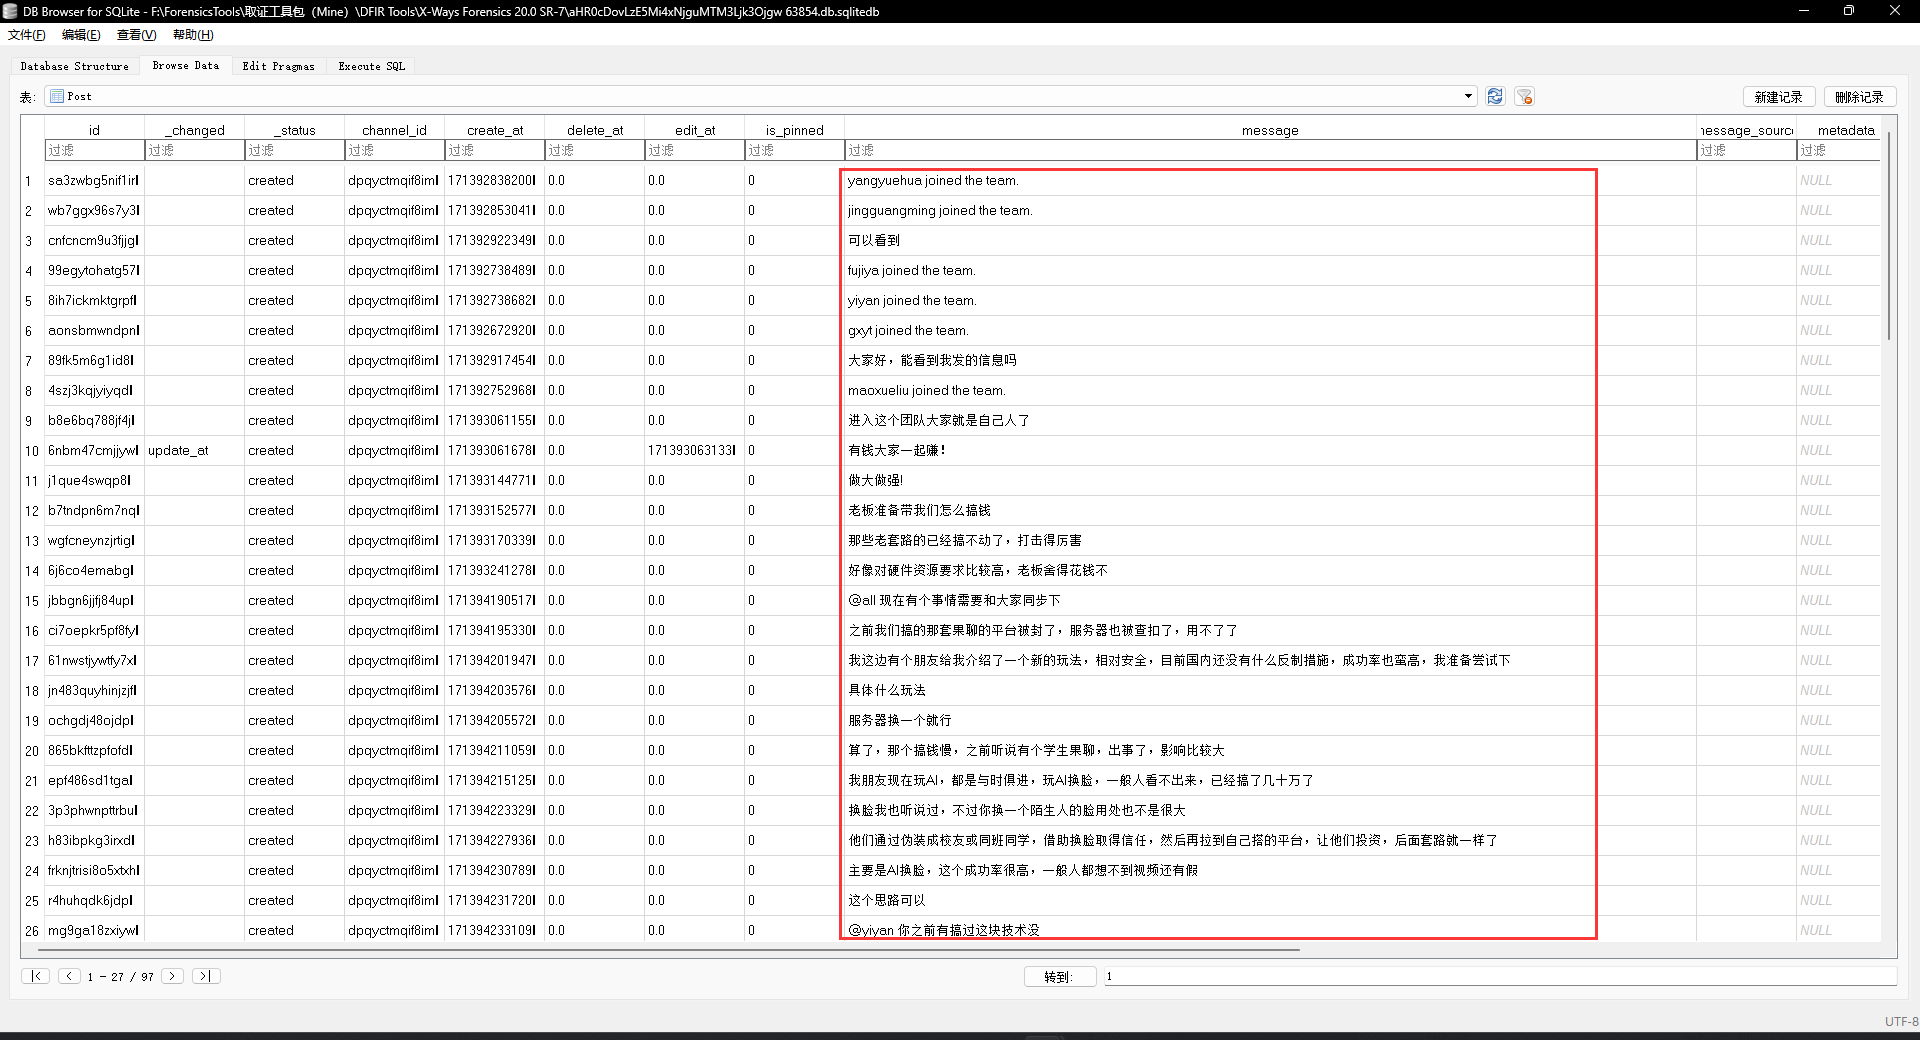 DB Browser for SQLite - F:\ForensicsTools\取证工具包（Mine）\DFIR Tools\X-Ways Forensics 20.0 SR-7\aHR0cDovLzE5Mi4xNjguMTM3Ljk3Ojgw 63854.db.sqlitedb
文件(F) 编辑(E) 查看(V) 帮助(H)
Database Structure Browse Data Edit Pragmas Execute SQL
表: Post 新建记录 删除记录
id _changed _status channel_id create_at delete_at edit_at is_pinned message message_sourc metadata
过滤 过滤 过滤 过滤 过滤 过滤 过滤 过滤 过滤 过滤 过滤
1 sa3zwbg5nif1irl created dpqyctmqif8iml 171392838200 0.0 0.0 0 yangyuehua joined the team. NULL
2 wb7ggx96s7y3l created dpqyctmqif8iml 171392853041 0.0 0.0 0 jingguangming joined the team. NULL
3 cnfcncm9u3fjjgl created dpqyctmqif8iml 171392922349 0.0 0.0 0 可以看到 NULL
4 99egytohatg57l created dpqyctmqif8iml 171392738489 0.0 0.0 0 fujiya joined the team. NULL
5 8ih7ickmktgrpfl created dpqyctmqif8iml 171392738682 0.0 0.0 0 yiyan joined the team. NULL
6 aonsbmwndpnl created dpqyctmqif8iml 171392672920 0.0 0.0 0 gxyt joined the team. NULL
7 89fk5m6g1id8l created dpqyctmqif8iml 171392917454 0.0 0.0 0 大家好，能看到我发的信息吗 NULL
8 4szj3kqjyiyqdl created dpqyctmqif8iml 171392752968 0.0 0.0 0 maoxueliu joined the team. NULL
9 b8e6bq788jf4jl created dpqyctmqif8iml 171393061155 0.0 0.0 0 进入这个团队大家就是自己人了 NULL
10 6nbm47cmjjywl update_at created dpqyctmqif8iml 171393061678 0.0 171393063133 0 有钱大家一起赚！ NULL
11 j1que4swqp8l created dpqyctmqif8iml 171393144771 0.0 0.0 0 做大做强! NULL
12 b7tndpn6m7nql created dpqyctmqif8iml 171393152577 0.0 0.0 0 老板准备带我们怎么搞钱 NULL
13 wgfcneynzjrtigl created dpqyctmqif8iml 171393170339 0.0 0.0 0 那些老套路的已经搞不动了，打击得厉害 NULL
14 6j6co4emabgl created dpqyctmqif8iml 171393241278 0.0 0.0 0 好像对硬件资源要求比较高，老板舍得花钱不 NULL
15 jbbgn6jjfj84upl created dpqyctmqif8iml 171394190517 0.0 0.0 0 @all 现在有个事情需要和大家同步下 NULL
16 ci7oepkr5pf8fyl created dpqyctmqif8iml 171394195330 0.0 0.0 0 之前我们搞的那套果聊的平台被封了，服务器也被查扣了，用不了了 NULL
17 61nwstjywtfy7xl created dpqyctmqif8iml 171394201947 0.0 0.0 0 我这边有个朋友给我介绍了一个新的玩法，相对安全，目前国内还没有什么反制措施，成功率也蛮高，我准备尝试下 NULL
18 jn483quyhinjzjfl created dpqyctmqif8iml 171394203576 0.0 0.0 0 具体什么玩法 NULL
19 ochgdj48ojdpl created dpqyctmqif8iml 171394205572 0.0 0.0 0 服务器换一个就行 NULL
20 865bkfttzpfofdl created dpqyctmqif8iml 171394211059 0.0 0.0 0 算了，那个搞钱慢，之前听说有个学生果聊，出事了，影响比较大 NULL
21 epf486sd1tgal created dpqyctmqif8iml 171394215125 0.0 0.0 0 我朋友现在玩AI，都是与时俱进，玩AI换脸，一般人看不出来，已经搞了几十万了 NULL
22 3p3phwnpttrbul created dpqyctmqif8iml 171394223329 0.0 0.0 0 换脸我也听说过，不过你换一个陌生人的脸用处也不是很大 NULL
23 h83ibpkg3irxdl created dpqyctmqif8iml 171394227936 0.0 0.0 0 他们通过伪装成校友或同班同学，借助换脸取得信任，然后再拉到自己搭的平台，让他们投资，后面套路就一样了 NULL
24 frknjtrisi8o5xtxhl created dpqyctmqif8iml 171394230789 0.0 0.0 0 主要是AI换脸，这个成功率很高，一般人都想不到视频还有假 NULL
25 r4huhqdk6jdpl created dpqyctmqif8iml 171394231720 0.0 0.0 0 这个思路可以 NULL
26 mg9ga18zxiywl created dpqyctmqif8iml 171394233109 0.0 0.0 0 @yiyan 你之前有搞过这块技术没 NULL
1 - 27 / 97 转到: 1
UTF-8